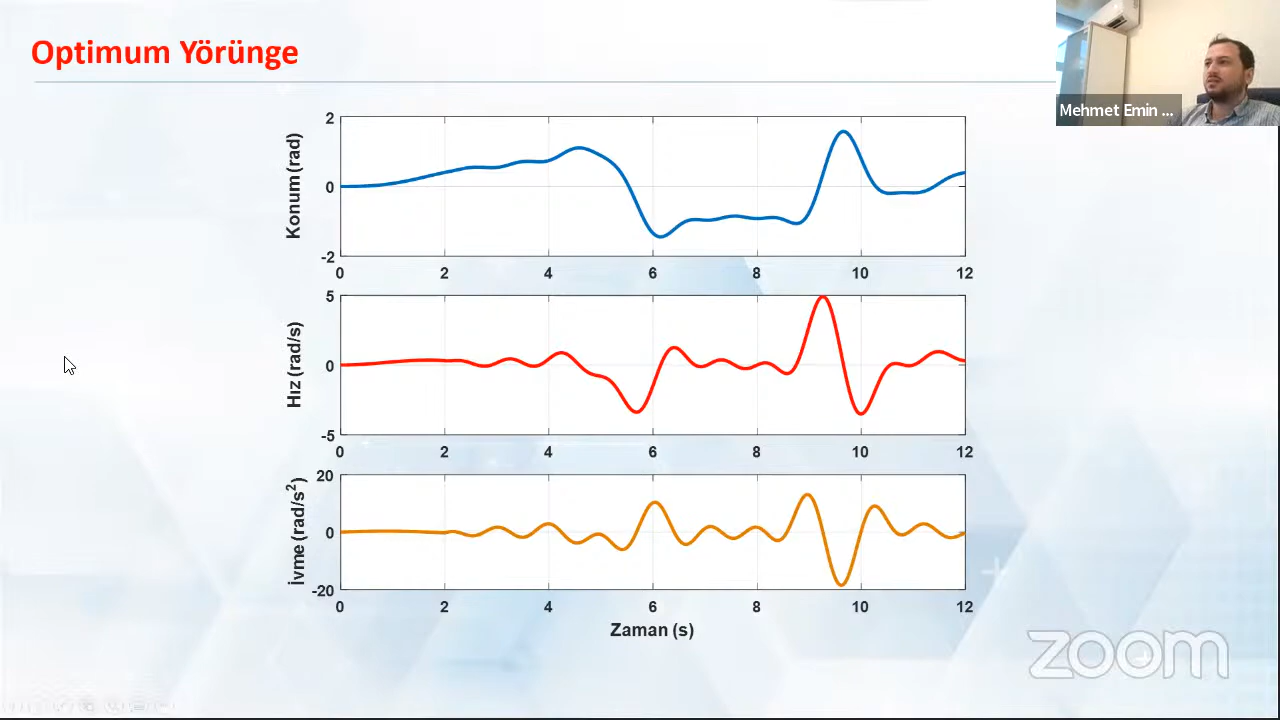 Optimum Yörünge
Mehmet Emin ...
Konum (rad)
2
0
-2
0 2 4 6 8 10 12
Hız (rad/s)
5
0
-5
0 2 4 6 8 10 12
İvme (rad/s²)
20
0
-20
0 2 4 6 8 10 12
Zaman (s)
zoom